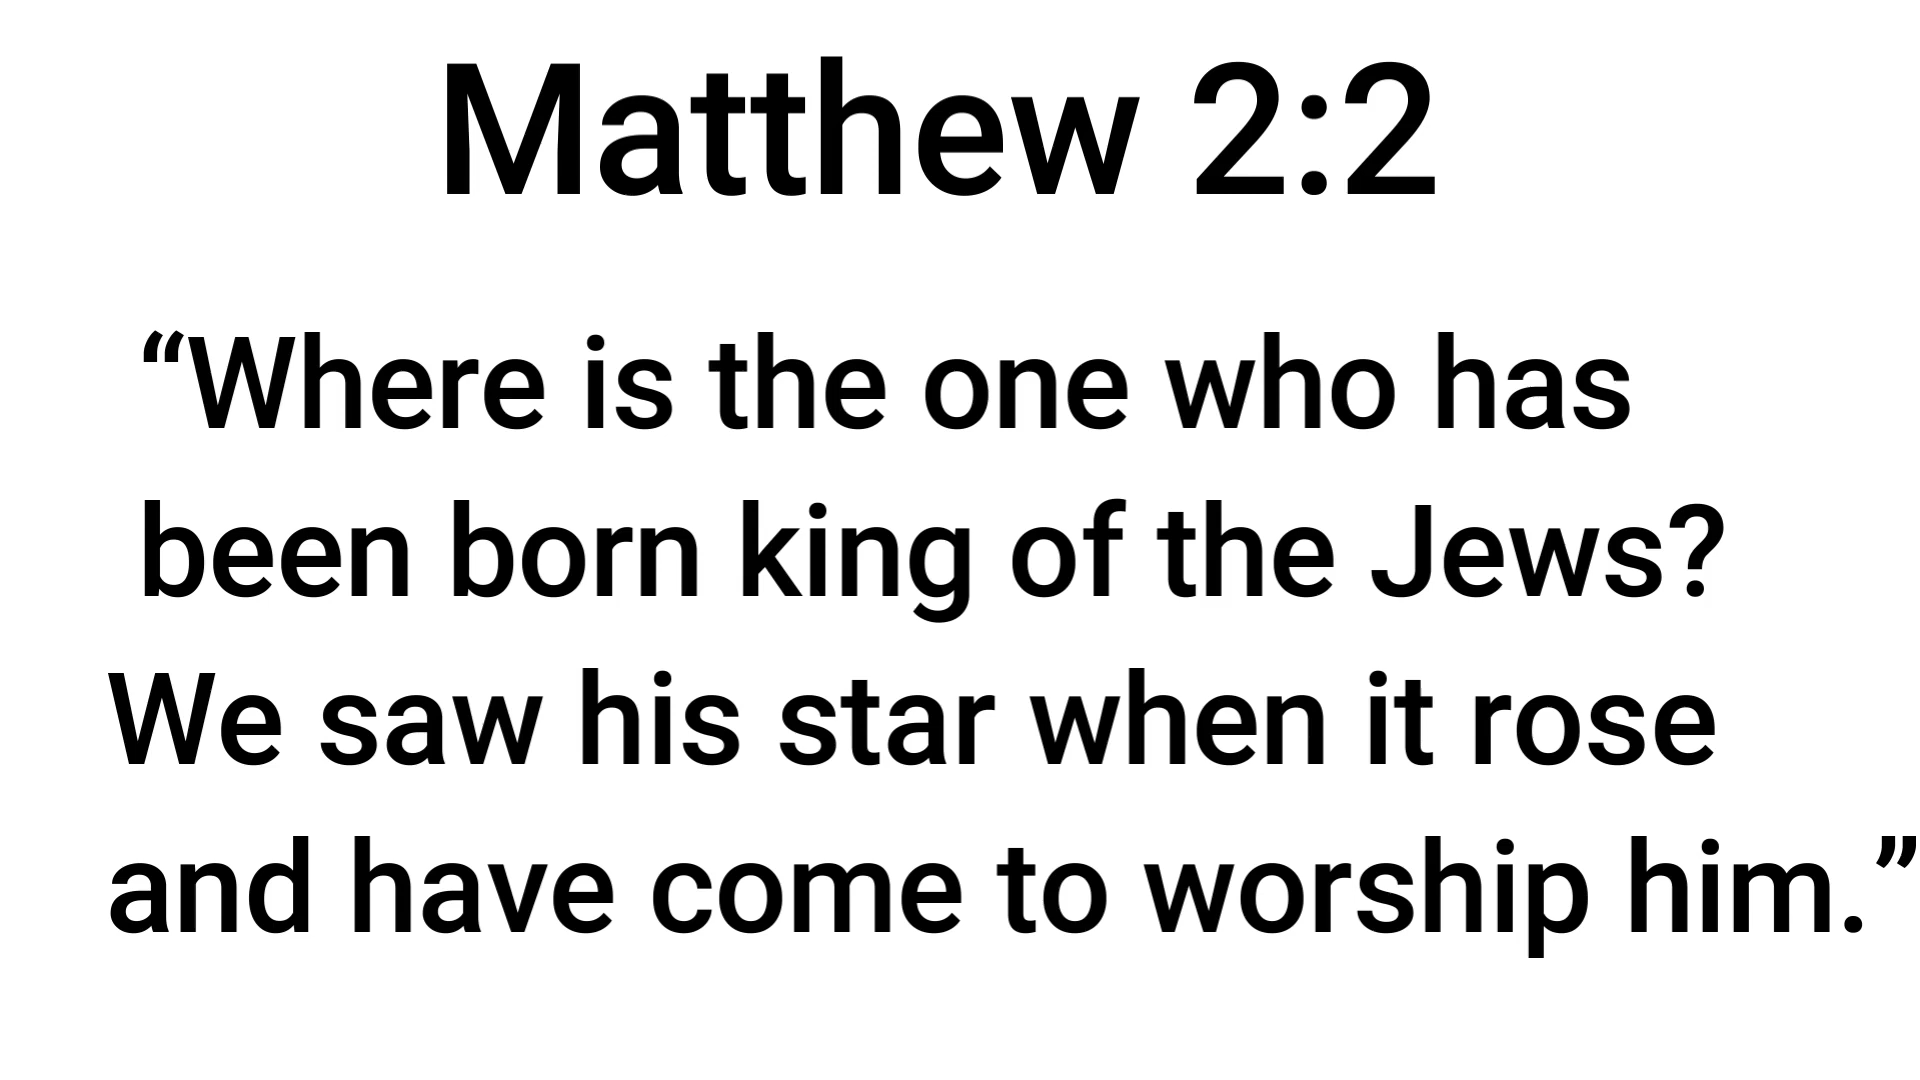 Matthew 2:2
“Where is the one who has
been born king of the Jews?
We saw his star when it rose
and have come to worship him.”